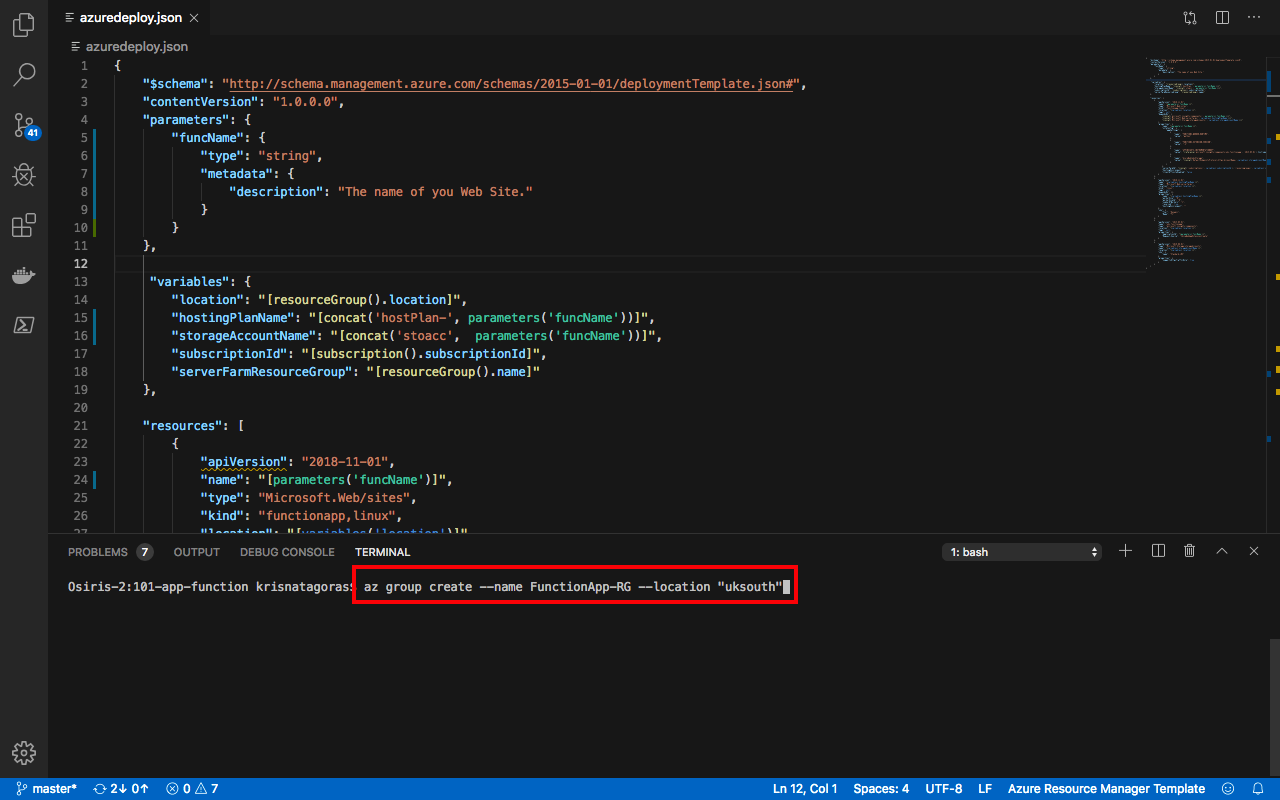 azuredeploy.json
azuredeploy.json
1 {
2 "$schema": "http://schema.management.azure.com/schemas/2015-01-01/deploymentTemplate.json#",
3 "contentVersion": "1.0.0.0",
4 "parameters": {
5 "funcName": {
6 "type": "string",
7 "metadata": {
8 "description": "The name of you Web Site."
9 }
10 }
11 },
12
13 "variables": {
14 "location": "[resourceGroup().location]",
15 "hostingPlanName": "[concat('hostPlan-', parameters('funcName'))]",
16 "storageAccountName": "[concat('stoacc',  parameters('funcName'))]",
17 "subscriptionId": "[subscription().subscriptionId]",
18 "serverFarmResourceGroup": "[resourceGroup().name]"
19 },
20
21 "resources": [
22 {
23 "apiVersion": "2018-11-01",
24 "name": "[parameters('funcName')]",
25 "type": "Microsoft.Web/sites",
26 "kind": "functionapp,linux",
27 "location": "[variables('location')]"
41
PROBLEMS 7 OUTPUT DEBUG CONSOLE TERMINAL 1: bash
Osiris-2:101-app-function krisnatagoras$ az group create --name FunctionApp-RG --location "uksouth"
master* 2↓ 0↑ 0 7 Ln 12, Col 1 Spaces: 4 UTF-8 LF Azure Resource Manager Template